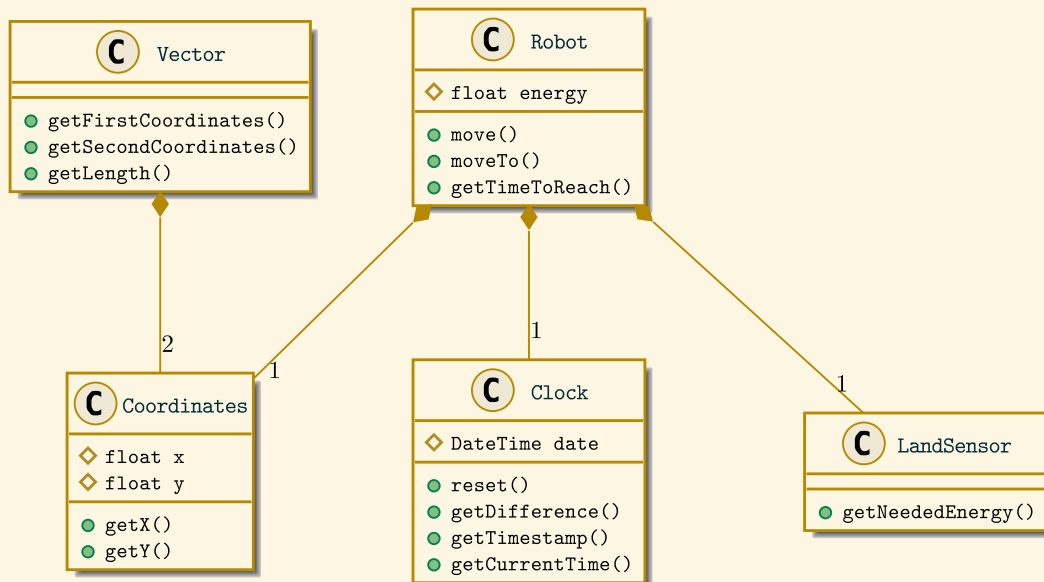 C Vector
getFirstCoordinates()
getSecondCoordinates()
getLength()
C Robot
float energy
move()
moveTo()
getTimeToReach()
2
1
1
1
C Coordinates
float x
float y
getX()
getY()
C Clock
DateTime date
reset()
getDifference()
getTimestamp()
getCurrentTime()
C LandSensor
getNeededEnergy()